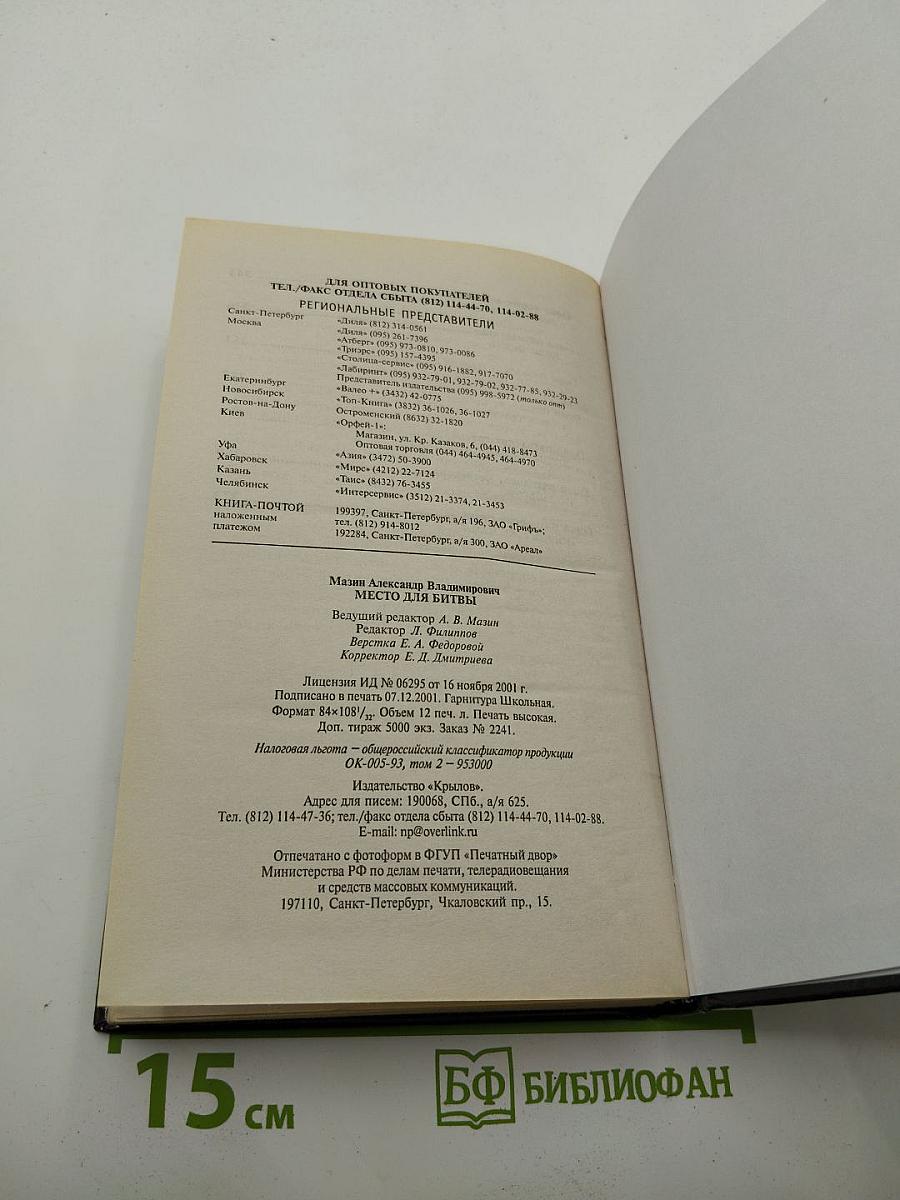 ДЛЯ ОПТОВЫХ ПОКУПАТЕЛЕЙ
ТЕЛ./ФАКС ОТДЕЛА СБЫТА (812) 114-44-70, 114-02-88
РЕГИОНАЛЬНЫЕ ПРЕДСТАВИТЕЛИ
Санкт-Петербург «Диля» (812) 314-0561
Москва «Диля» (095) 261-7396
«Атберг» (095) 973-0810, 973-0086
«Триэрс» (095) 157-4395
«Столица-сервис» (095) 916-1882, 917-7070
«Лабиринт» (095) 932-79-01, 932-79-02, 932-77-85, 932-29-23
Представитель издательства (095) 998-5972 (только опт)
Екатеринбург «Валео +» (3432) 42-0775
Новосибирск «Топ-Книга» (3832) 36-1026, 36-1027
Ростов-на-Дону Остроменский (8632) 32-1820
Киев «Орфей-1»:
Магазин, ул. Кр. Казаков, 6, (044) 418-8473
Оптовая торговля (044) 464-4945, 464-4970
Уфа «Азия» (3472) 50-3900
Хабаровск «Мирс» (4212) 22-7124
Казань «Таис» (8432) 76-3455
Челябинск «Интерсервис» (3512) 21-3374, 21-3453
КНИГА-ПОЧТОЙ 199397, Санкт-Петербург, а/я 196, ЗАО «Грифъ»;
наложенным тел. (812) 914-8012
платежом 192284, Санкт-Петербург, а/я 300, ЗАО «Ареал»
Мазин Александр Владимирович
МЕСТО ДЛЯ БИТВЫ
Ведущий редактор А. В. Мазин
Редактор Л. Филиппов
Верстка Е. А. Федоровой
Корректор Е. Д. Дмитриева
Лицензия ИД № 06295 от 16 ноября 2001 г.
Подписано в печать 07.12.2001. Гарнитура Школьная.
Формат 84×108¹/₃₂. Объем 12 печ. л. Печать высокая.
Доп. тираж 5000 экз. Заказ № 2241.
Налоговая льгота — общероссийский классификатор продукции
ОК-005-93, том 2 — 953000
Издательство «Крылов».
Адрес для писем: 190068, СПб., а/я 625.
Тел. (812) 114-47-36; тел./факс отдела сбыта (812) 114-44-70, 114-02-88.
E-mail: np@overlink.ru
Отпечатано с фотоформ в ФГУП «Печатный двор»
Министерства РФ по делам печати, телерадиовещания
и средств массовых коммуникаций.
197110, Санкт-Петербург, Чкаловский пр., 15.
15 см БФ БИБЛИОФАН